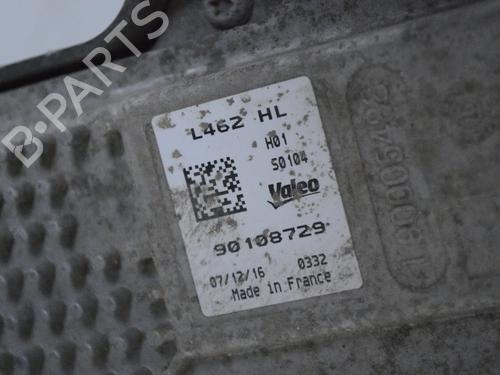 B-PARTS
L462 HL
H01
S0104
Valeo
90108729
07/12/16 0332
Made in France